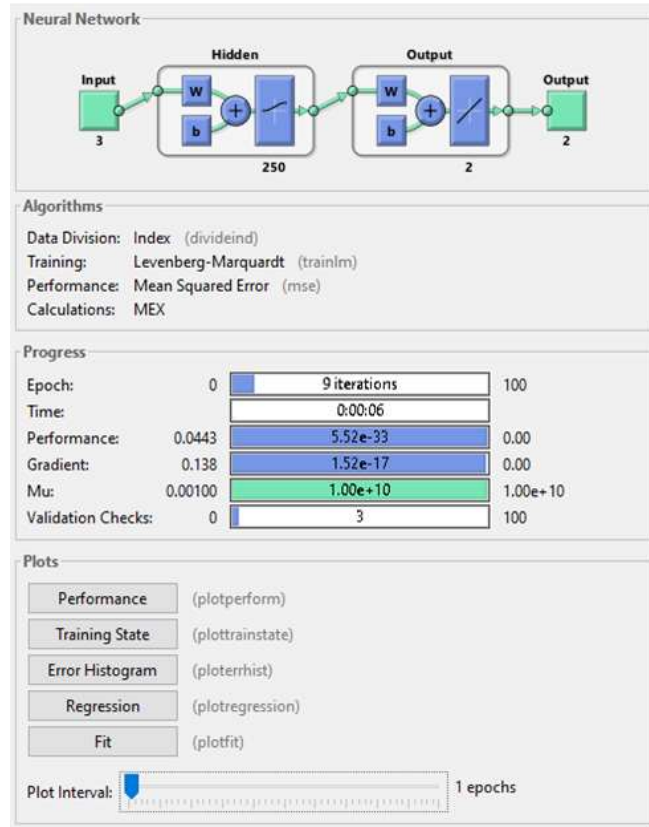 Neural Network
Hidden Output
Input Output
W b + W b +
3 250 2 2
Algorithms
Data Division: Index (divideind)
Training: Levenberg-Marquardt (trainlm)
Performance: Mean Squared Error (mse)
Calculations: MEX
Progress
Epoch: 0 9 iterations 100
Time: 0:00:06
Performance: 0.0443 5.52e-33 0.00
Gradient: 0.138 1.52e-17 0.00
Mu: 0.00100 1.00e+10 1.00e+10
Validation Checks: 0 3 100
Plots
Performance (plotperform)
Training State (plottrainstate)
Error Histogram (ploterrhist)
Regression (plotregression)
Fit (plotfit)
Plot Interval: 1 epochs